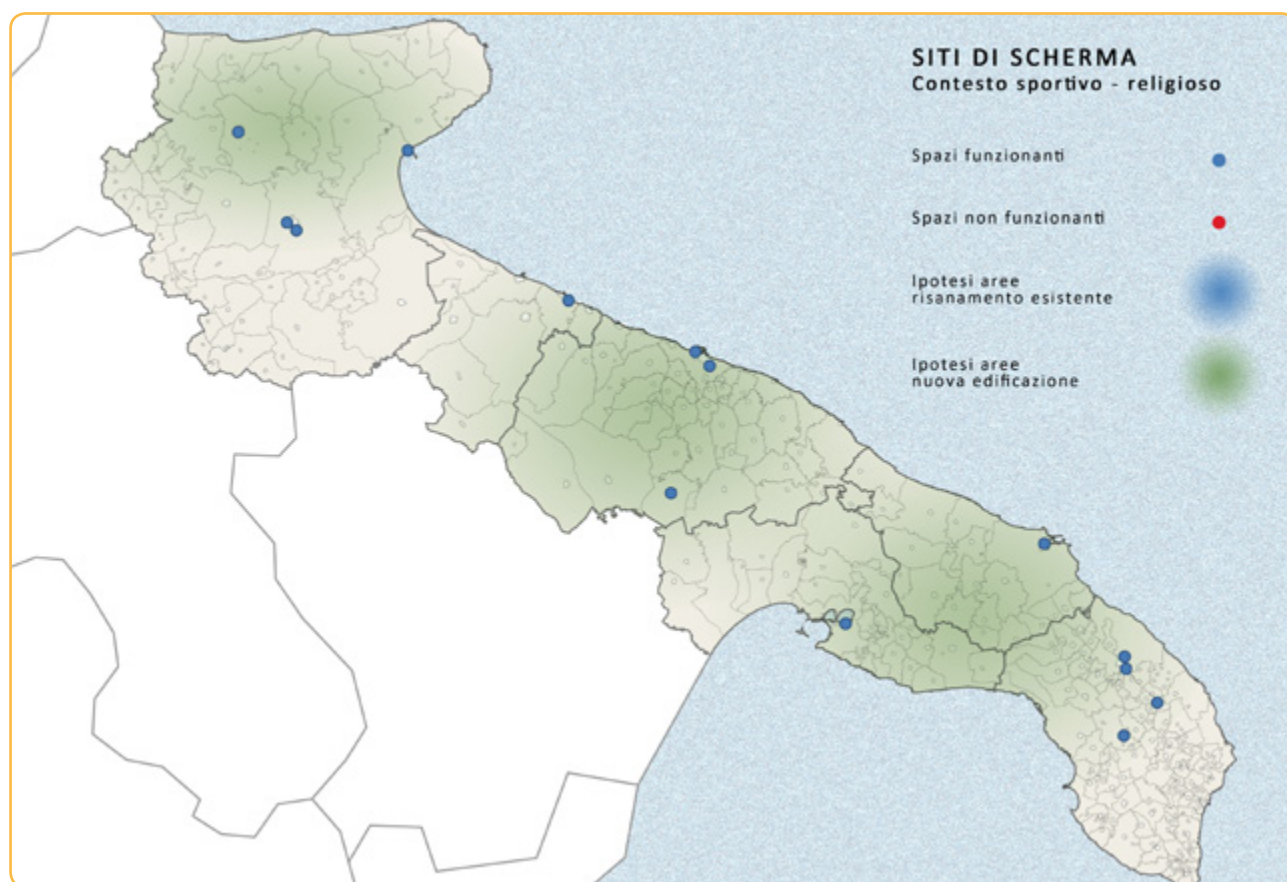 SITI DI SCHERMA
Contesto sportivo - religioso
Spazi funzionanti
Spazi non funzionanti
Ipotesi aree
risanamento esistente
Ipotesi aree
nuova edificazione